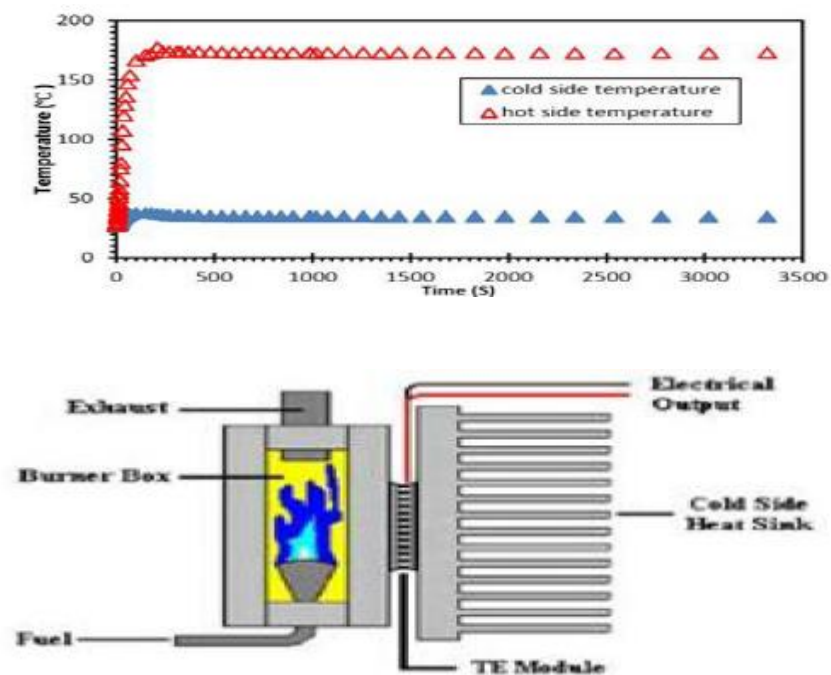 200
150
100
50
0
Temperature (°C)
cold side temperature
hot side temperature
0 500 1000 1500 2000 2500 3000 3500
Time (S)
Exhaust
Burner Box
Fuel
Electrical
Output
Cold Side
Heat Sink
TE Module